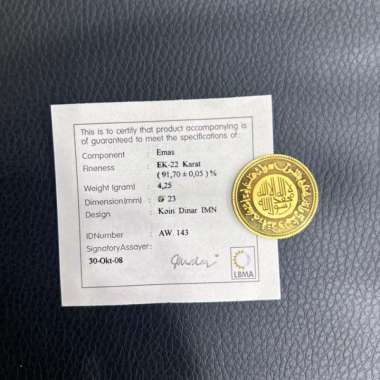 This is to certify that product accompanying is
of guaranteed to meet the specifications of :
Component : Emas
Fineness : EK-22 Karat
( 91,70 ± 0,05 ) %
Weight (gram) : 4,25
Dimension(mm) : Ø 23
Design : Koin Dinar IMN
IDNumber : AW. 143
SignatoryAssayer :
30-Okt-08
LBMA